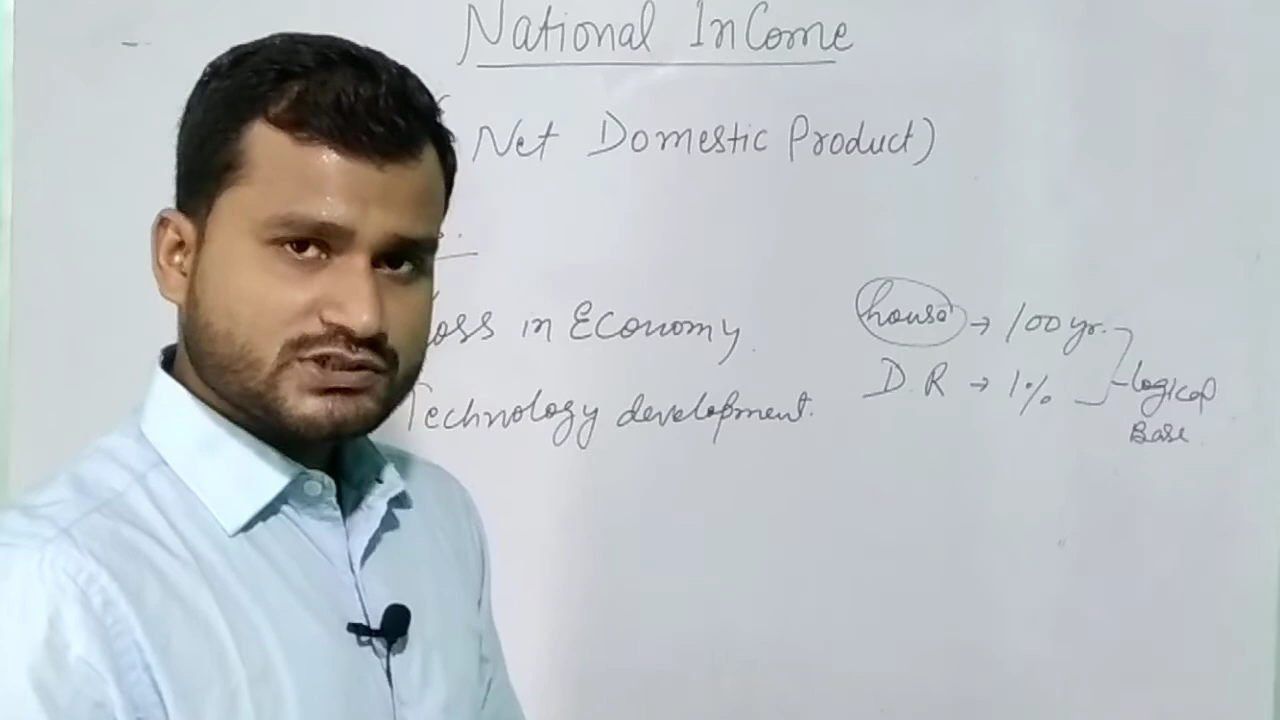 National InCome
Net Domestic Product)
oss in Economy
Technology development.
house → 100 yr.
D.R → 1%
logical
Base